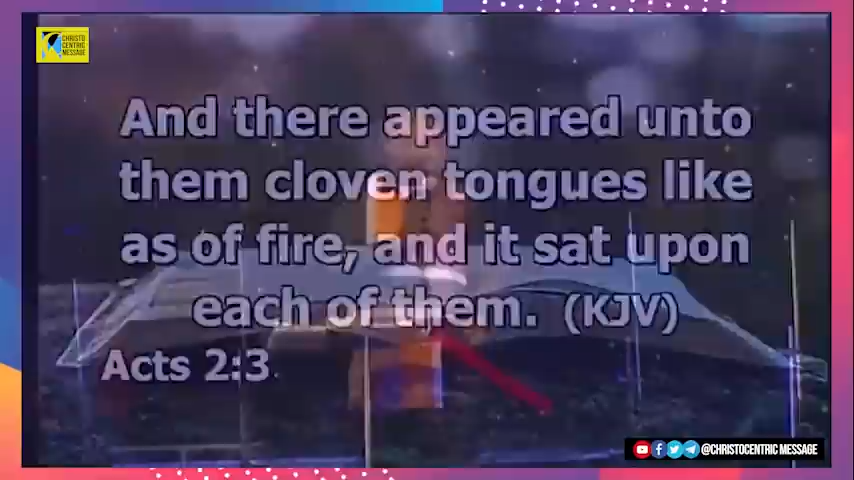 CHRISTO
CENTRIC
MESSAGE
And there appeared unto
them cloven tongues like
as of fire, and it sat upon
each of them. (KJV)
Acts 2:3
@CHRISTOCENTRIC MESSAGE